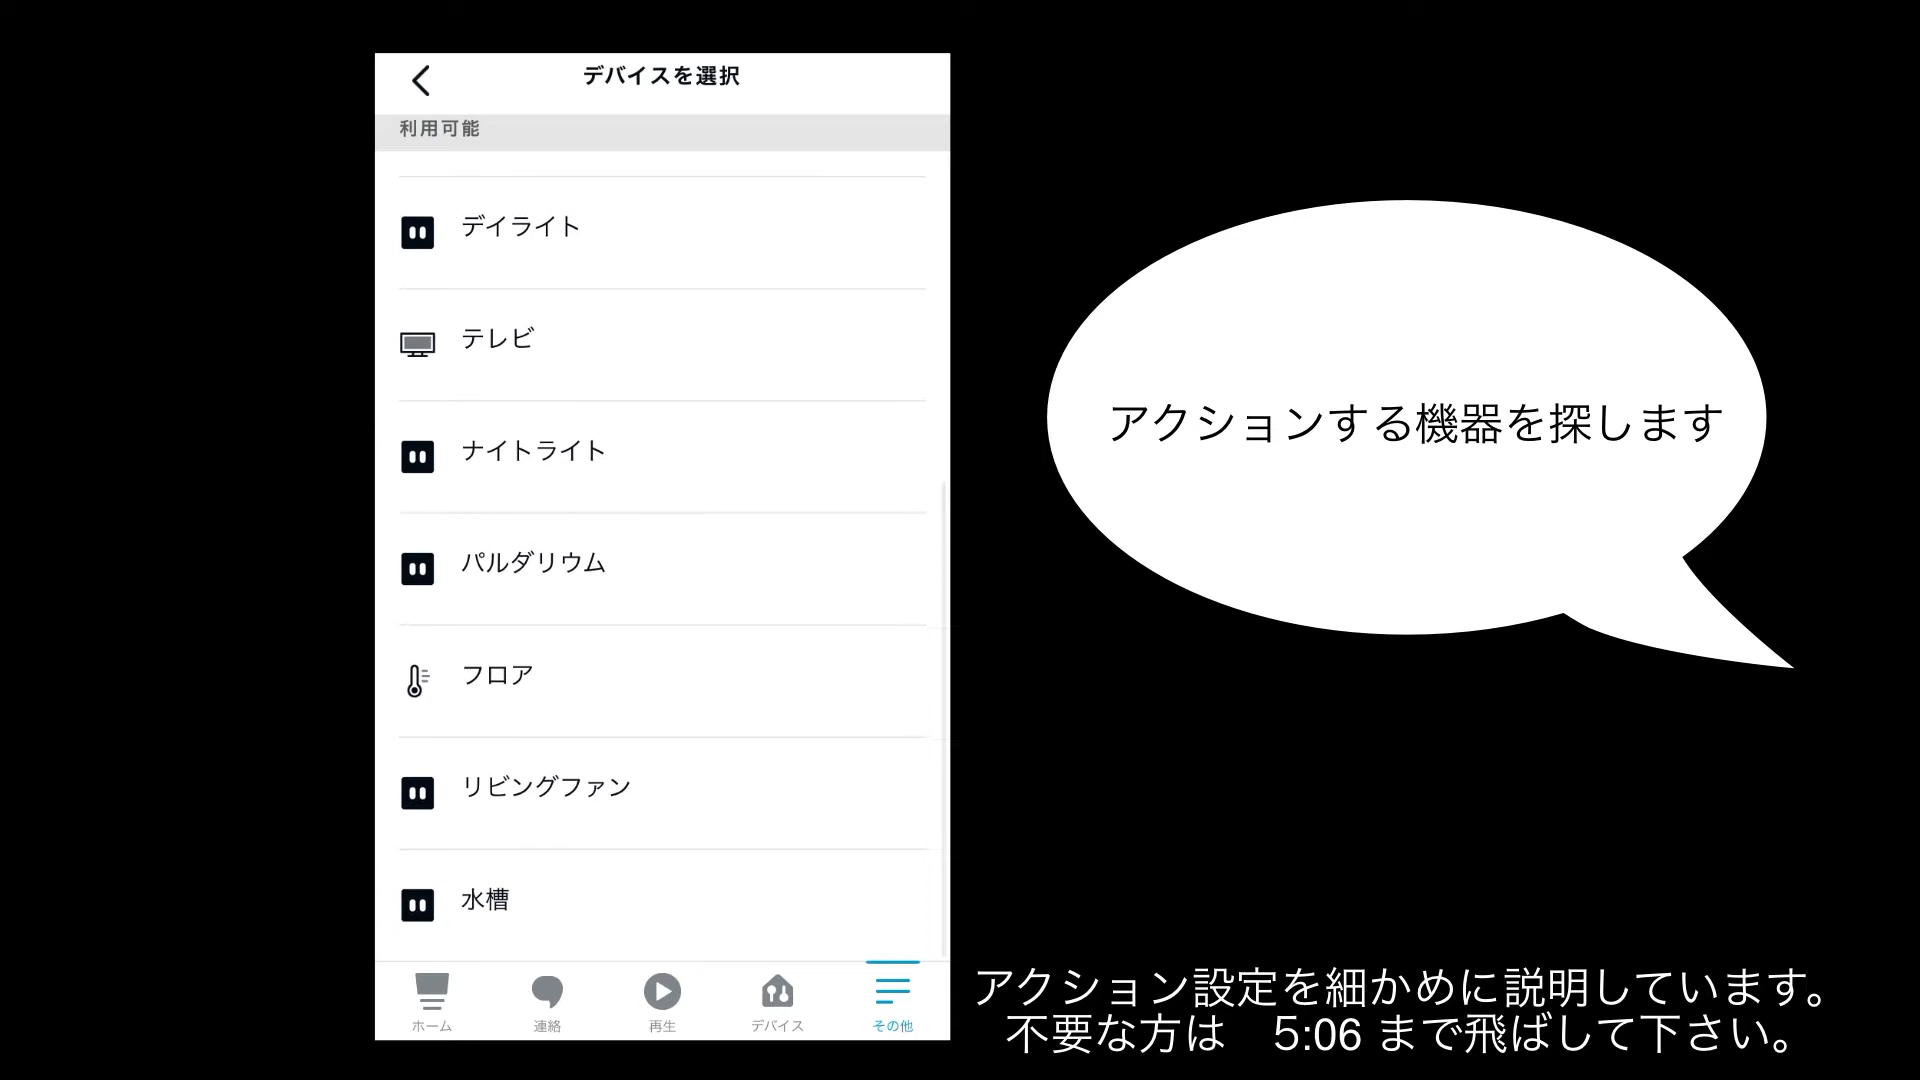 デバイスを選択
利用可能
デイライト
テレビ
ナイトライト
パルダリウム
フロア
リビングファン
水槽
ホーム
連絡
再生
デバイス
その他
アクションする機器を探します
アクション設定を細かめに説明しています。
不要な方は　5:06 まで飛ばして下さい。